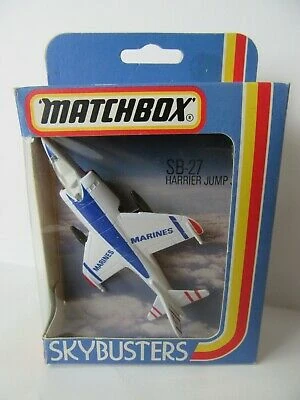 MATCHBOX®
SB-27
HARRIER JUMP
MARINES
MARINES
SKYBUSTERS